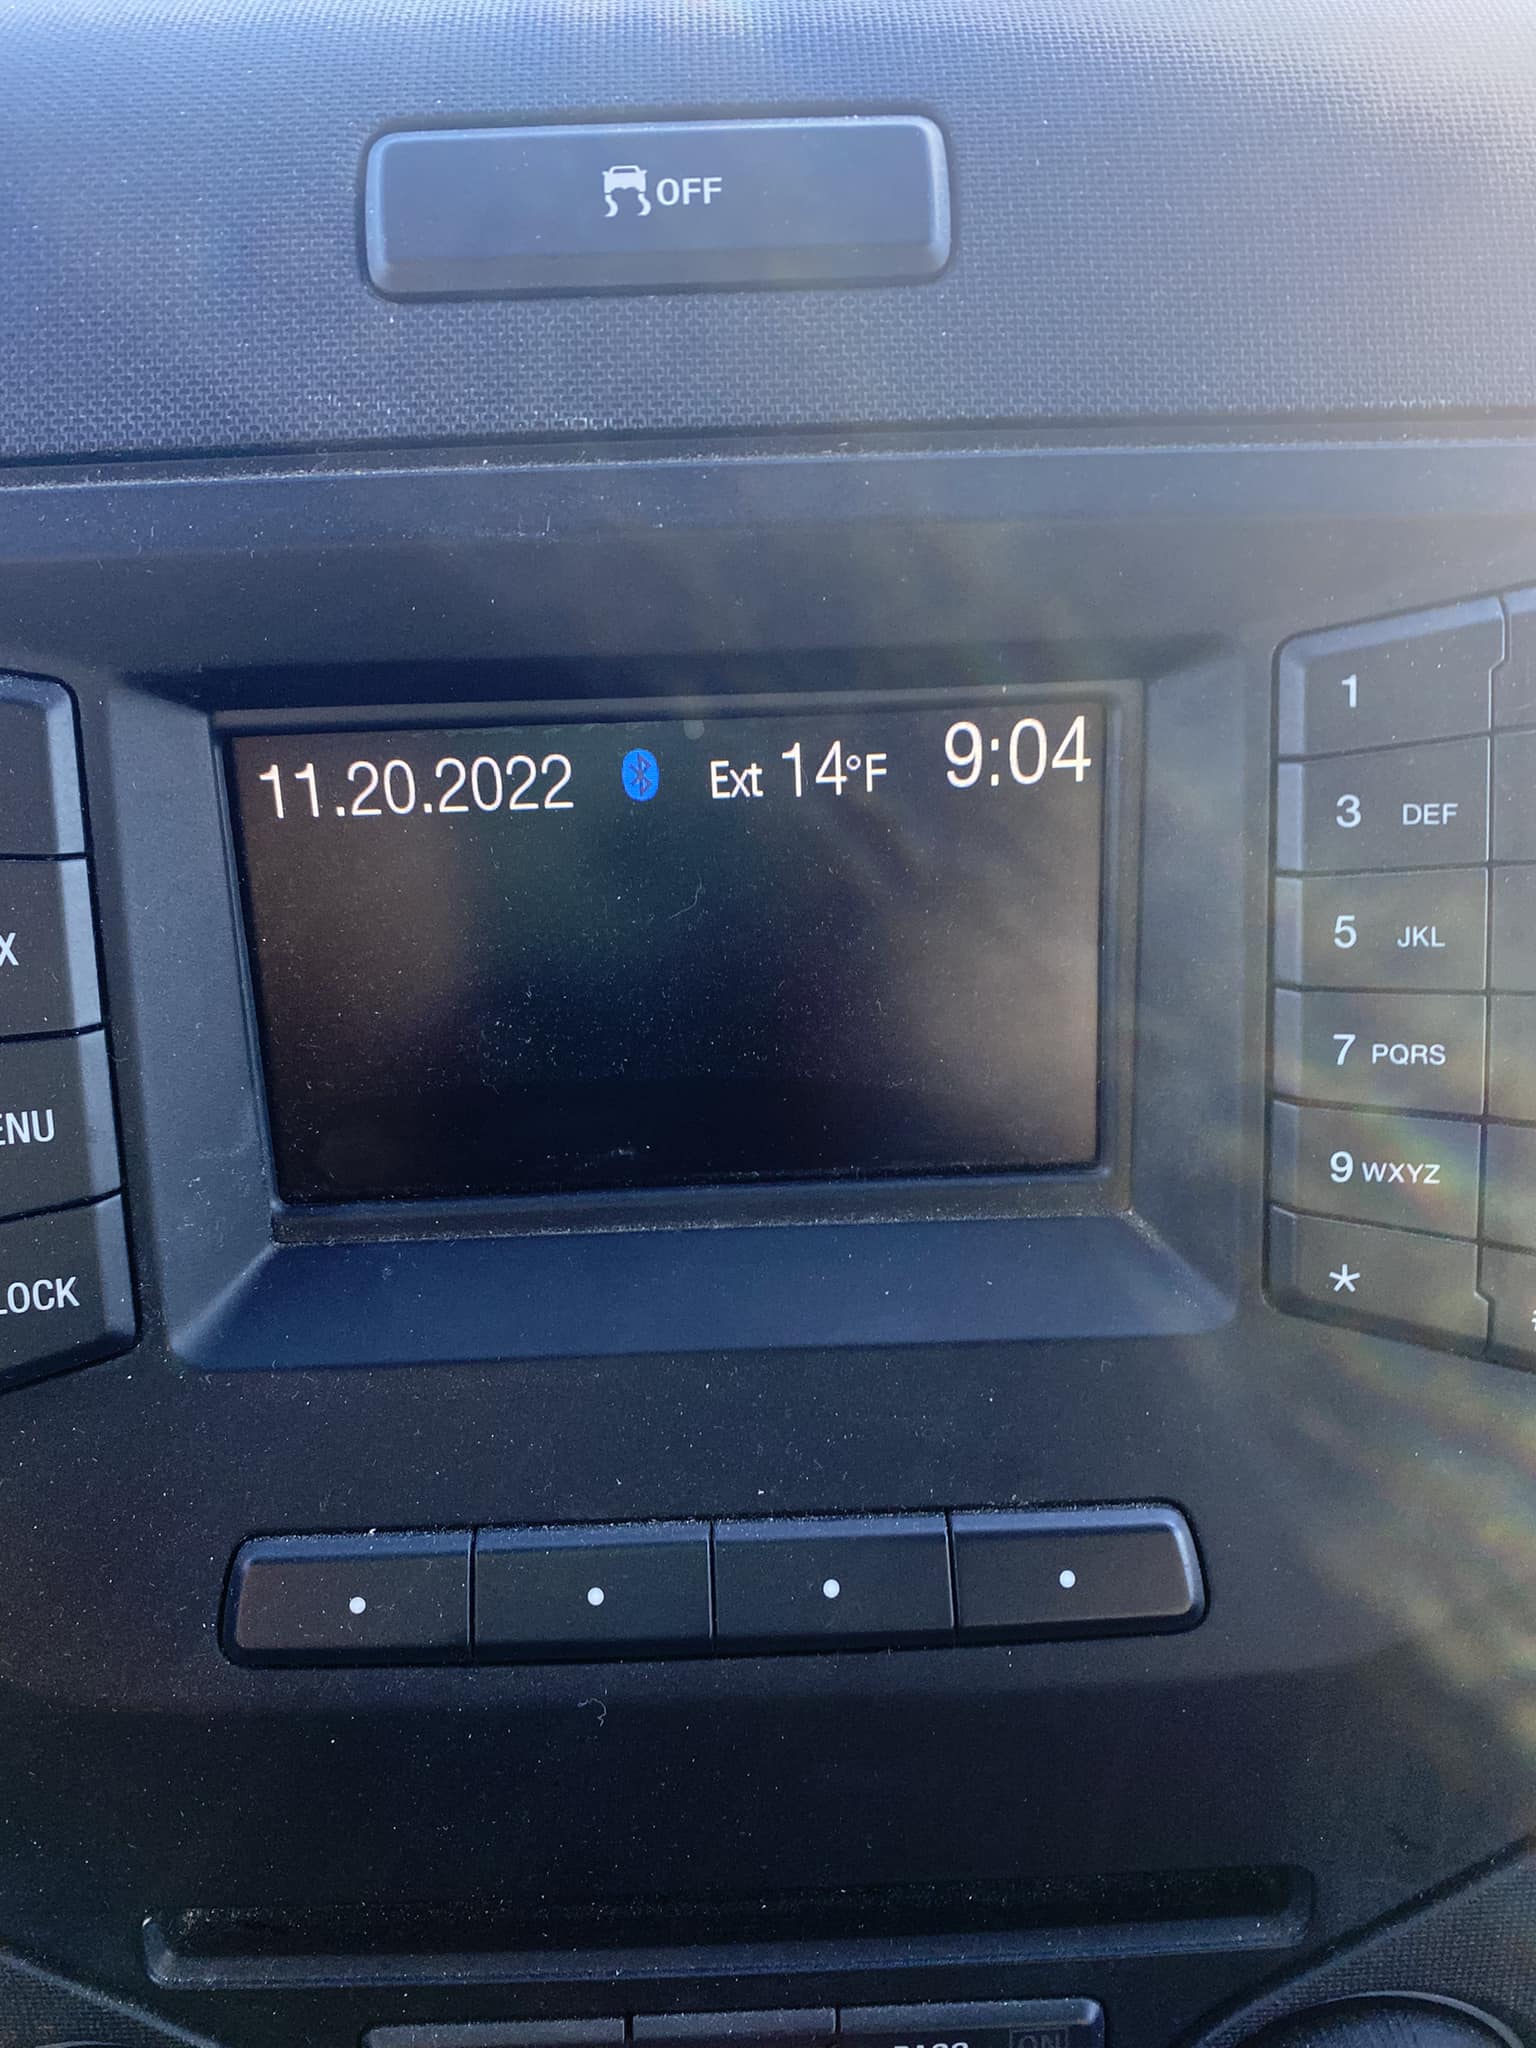 OFF
11.20.2022 Ext 14°F 9:04
1
3 DEF
X
5 JKL
7 PQRS
ENU
9 WXYZ
LOCK
*
ON